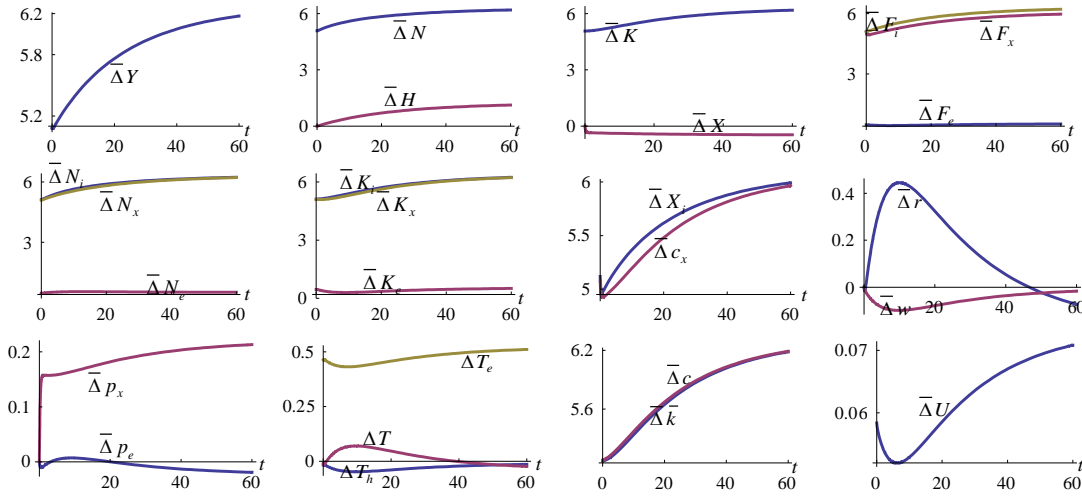 6.2
5.8
Δ̄ Y
5.2
t
0 20 40 60
6
Δ̄ N
3
Δ̄ H
0
t
20 40 60
6
Δ̄ K
3
0
Δ̄ X
t
20 40 60
6
Δ̄ F_i
Δ̄ F_x
3
Δ̄ F_e
t
0 20 40 60
6
Δ̄ N_i
Δ̄ N_x
3
Δ̄ N_e
t
0 20 40 60
6
Δ̄ K_i
Δ̄ K_x
3
Δ̄ K_e
0
t
20 40 60
6
Δ̄ X_i
5.5
Δ̄ c_x
5
t
20 40 60
0.4
Δ̄ r
0.2
0
Δ̄ w
t
20 40 60
0.2
Δ̄ p_x
0.1
Δ̄ p_e
0
t
20 40 60
0.5
ΔT_e
0.25
ΔT
0
ΔT_h
t
20 40 60
6.2
Δ̄ c
5.6
Δ̄ k̄
t
0 20 40 60
0.07
Δ̄ U
0.06
t
0 20 40 60